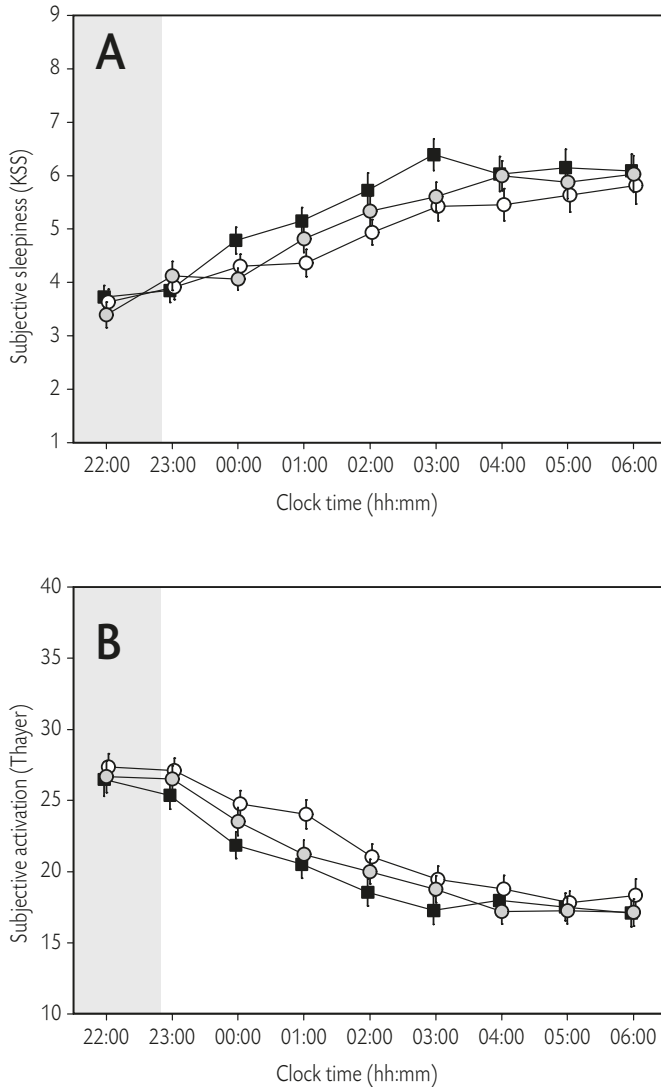 A
9
8
7
6
5
4
3
2
1
Subjective sleepiness (KSS)
22:00 23:00 00:00 01:00 02:00 03:00 04:00 05:00 06:00
Clock time (hh:mm)
B
40
35
30
25
20
15
10
Subjective activation (Thayer)
22:00 23:00 00:00 01:00 02:00 03:00 04:00 05:00 06:00
Clock time (hh:mm)